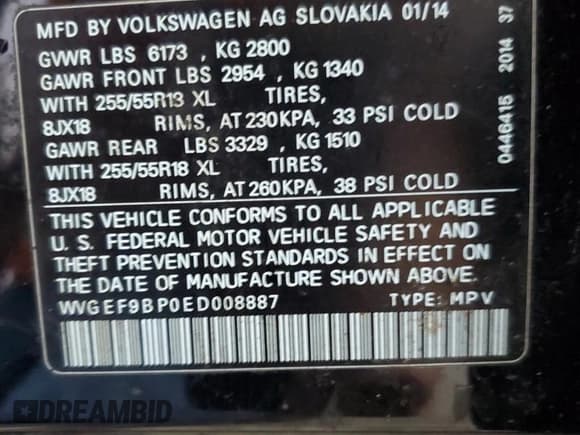 MFD BY VOLKSWAGEN AG SLOVAKIA 01/14
GVWR LBS 6173 , KG 2800
GAWR FRONT LBS 2954 , KG 1340
WITH 255/55R18 XL TIRES,
8JX18 RIMS, AT 230KPA, 33 PSI COLD
GAWR REAR LBS 3329 , KG 1510
WITH 255/55R18 XL TIRES,
8JX18 RIMS, AT 260KPA, 38 PSI COLD
THIS VEHICLE CONFORMS TO ALL APPLICABLE
U. S. FEDERAL MOTOR VEHICLE SAFETY AND
THEFT PREVENTION STANDARDS IN EFFECT ON
THE DATE OF MANUFACTURE SHOWN ABOVE.
WVGEF9BP0ED008887 TYPE: MPV
0446415 2014 37
DREAMBID